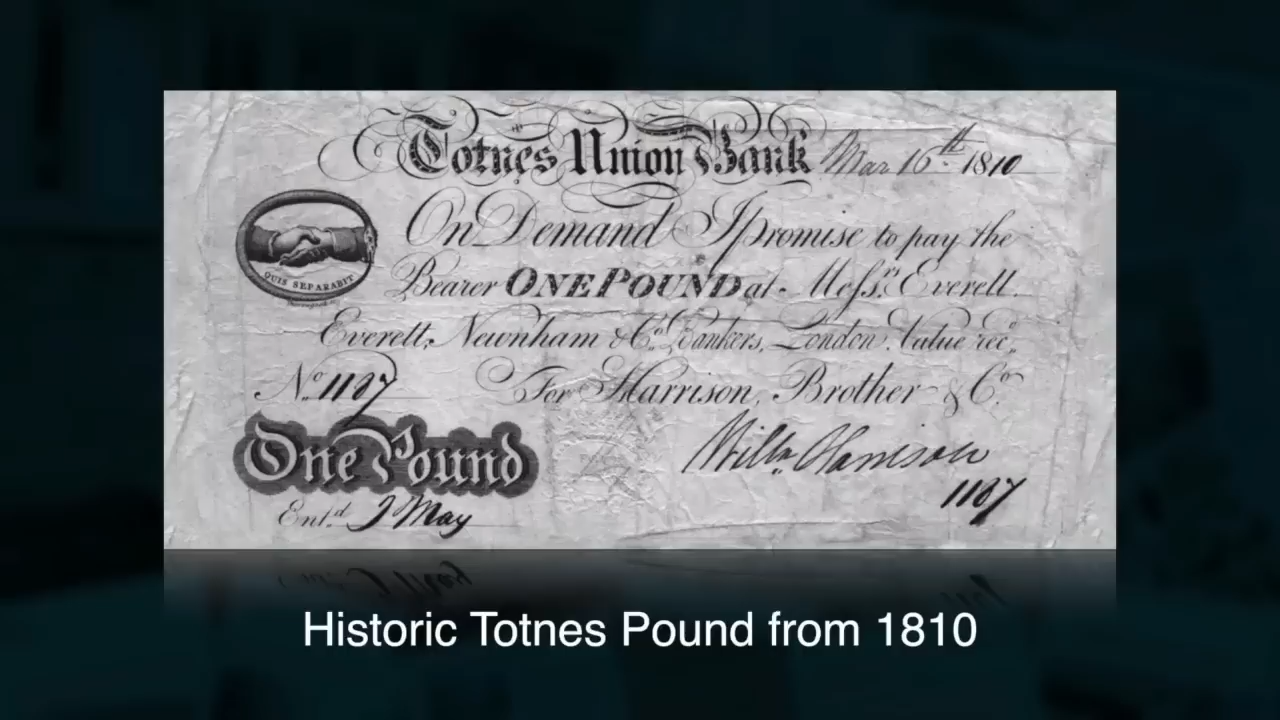 Totnes Union Bank Mar 16th 1810
On Demand I promise to pay the
QUIS SEPARABIT
Bearer ONE POUND at Messrs. Everett.
Everett, Newnham & Co. Bankers, London. Value recd.
No. 1187
For Harrison, Brother & Co.
One Pound
Willm Harrison
1187
Entd. J May
Historic Totnes Pound from 1810